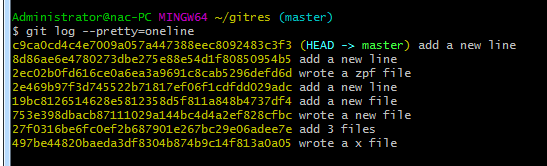 Administrator@nac-PC MINGW64 ~/gitres (master)
$ git log --pretty=oneline
c9ca0cd4c4e7009a057a447388eec8092483c3f3 (HEAD -> master) add a new line
8d86ae6e4780273dbe275e88e54d1f80850954b5 add a new line
2ec02b0fd616ce0a6ea3a9691c8cab5296defd6d wrote a zpf file
2e469b97f3d745522b71817ef06f1cdfdd029adc add a new line
19bc8126514628e5812358d5f811a848b4737df4 add a new file
753e398dbacb87111029a144bc4d4a2ef828cfbc wrote a new file
27f0316be6fc0ef2b687901e267bc29e06adee7e add 3 files
497be44820baeda3df8304b874b9c14f813a0a05 wrote a x file